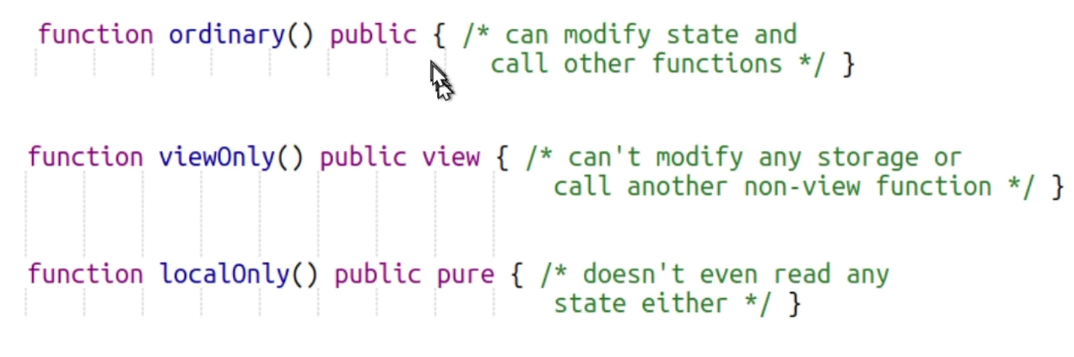 function ordinary() public { /* can modify state and
call other functions */ }
function viewOnly() public view { /* can't modify any storage or
call another non-view function */ }
function localOnly() public pure { /* doesn't even read any
state either */ }